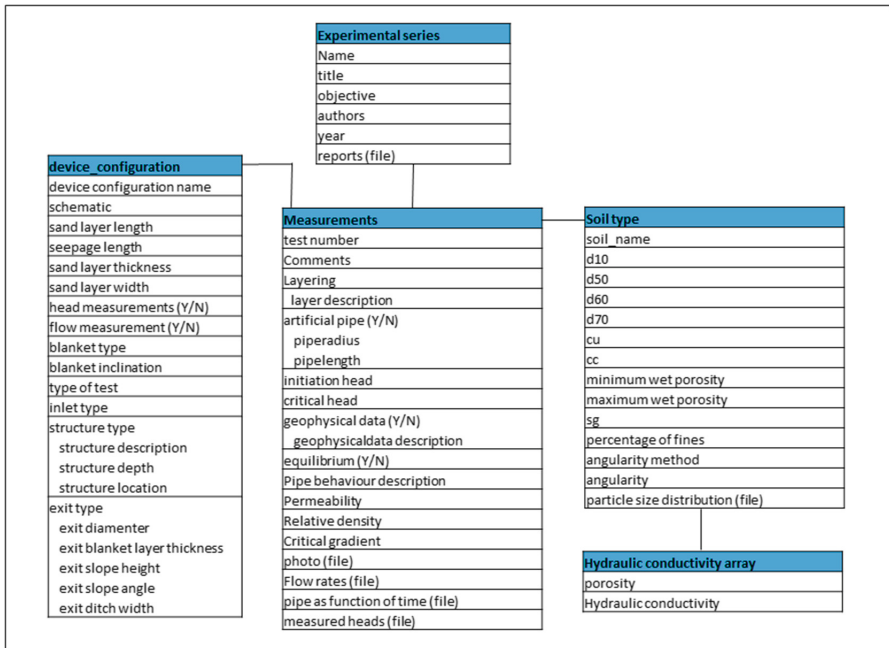 Experimental series
Name
title
objective
authors
year
reports (file)
device_configuration
device configuration name
schematic
sand layer length
seepage length
sand layer thickness
sand layer width
head measurements (Y/N)
flow measurement (Y/N)
blanket type
blanket inclination
type of test
inlet type
structure type
structure description
structure depth
structure location
exit type
exit diamenter
exit blanket layer thickness
exit slope height
exit slope angle
exit ditch width
Measurements
test number
Comments
Layering
layer description
artificial pipe (Y/N)
piperadius
pipelength
initiation head
critical head
geophysical data (Y/N)
geophysicaldata description
equilibrium (Y/N)
Pipe behaviour description
Permeability
Relative density
Critical gradient
photo (file)
Flow rates (file)
pipe as function of time (file)
measured heads (file)
Soil type
soil_name
d10
d50
d60
d70
cu
cc
minimum wet porosity
maximum wet porosity
sg
percentage of fines
angularity method
angularity
particle size distribution (file)
Hydraulic conductivity array
porosity
Hydraulic conductivity